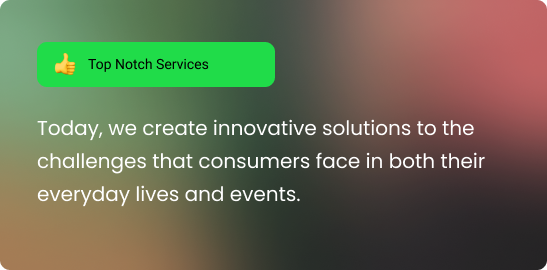 👍 Top Notch Services
Today, we create innovative solutions to the
challenges that consumers face in both their
everyday lives and events.